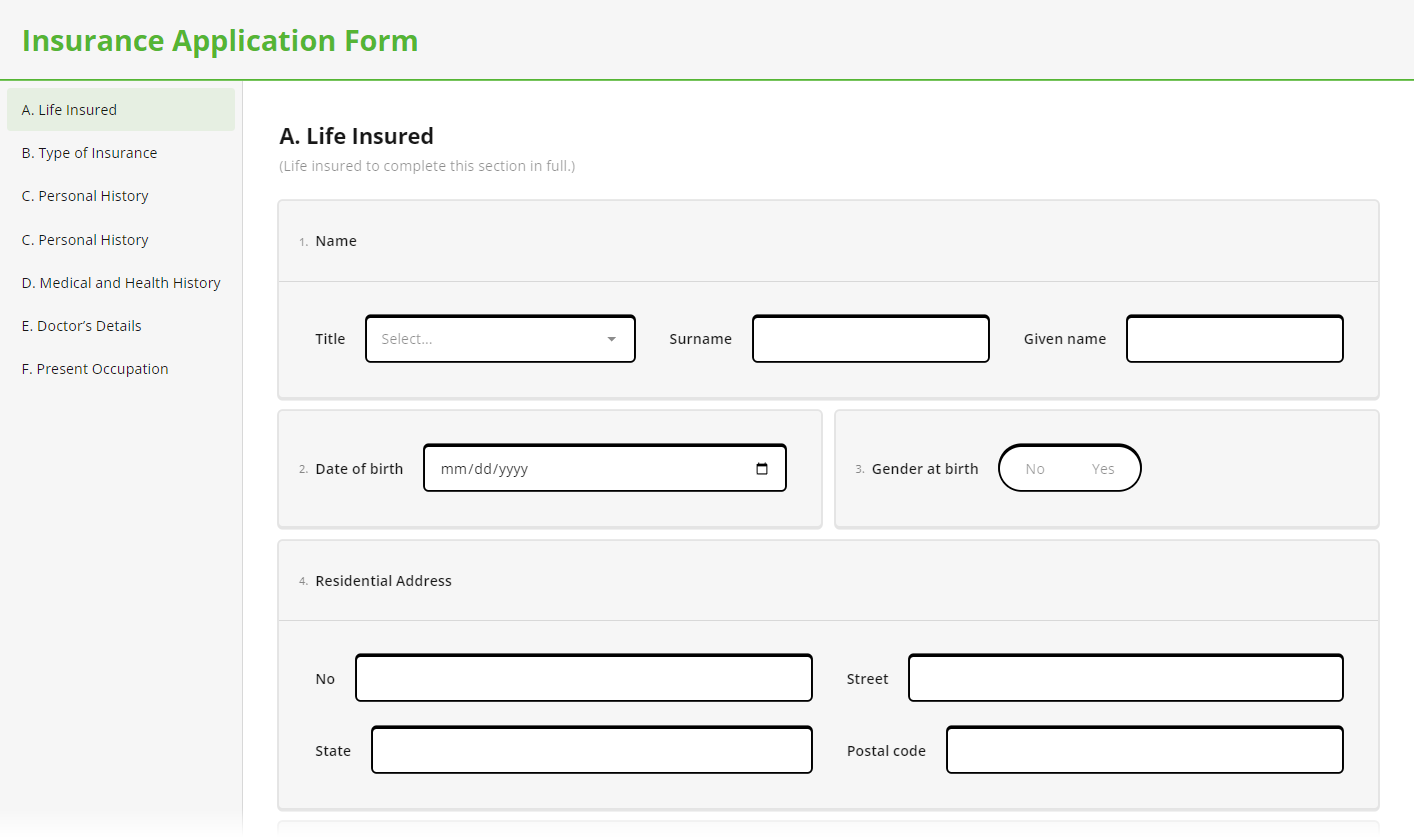 Insurance Application Form
A. Life Insured
B. Type of Insurance
C. Personal History
C. Personal History
D. Medical and Health History
E. Doctor’s Details
F. Present Occupation
A. Life Insured
(Life insured to complete this section in full.)
1. Name
Title Select... Surname Given name
2. Date of birth mm/dd/yyyy
3. Gender at birth No Yes
4. Residential Address
No Street
State Postal code